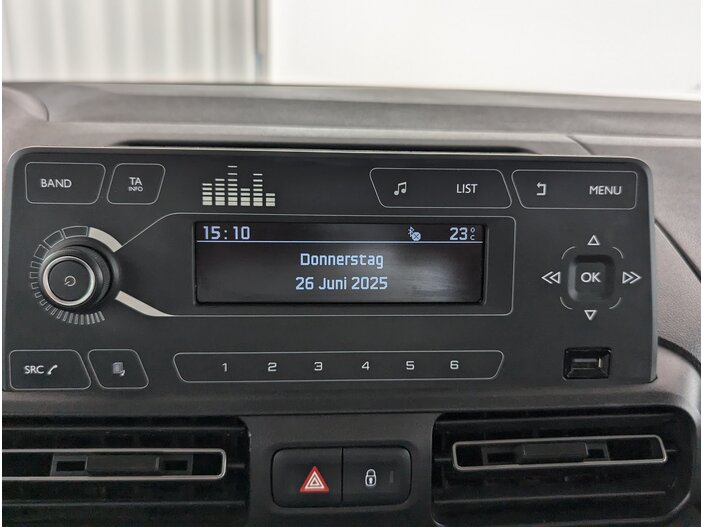 BAND
TA
INFO
LIST
MENU
15:10 23°C
Donnerstag
26 Juni 2025
OK
SRC
1 2 3 4 5 6